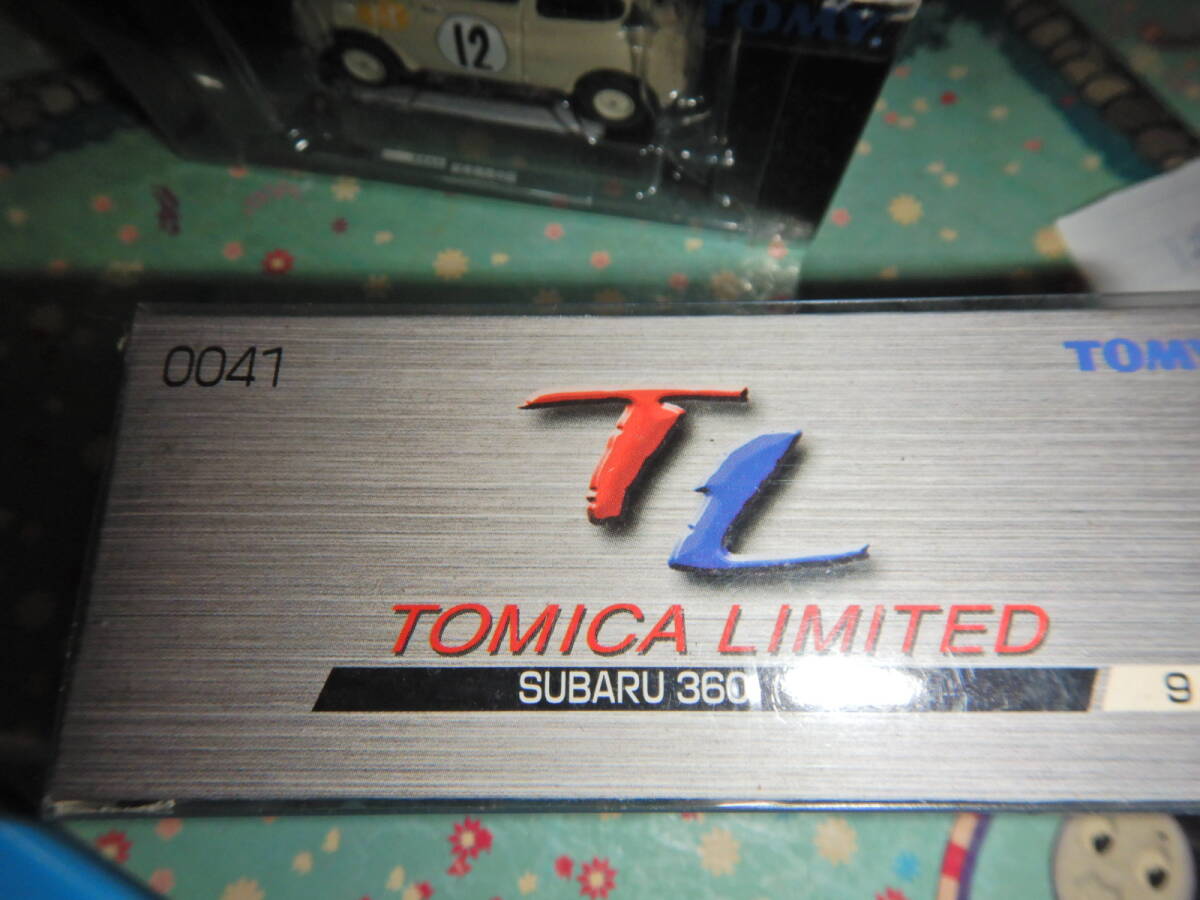 12
TOMY.
0041
TOMY
TL
TOMICA LIMITED
SUBARU 360
9